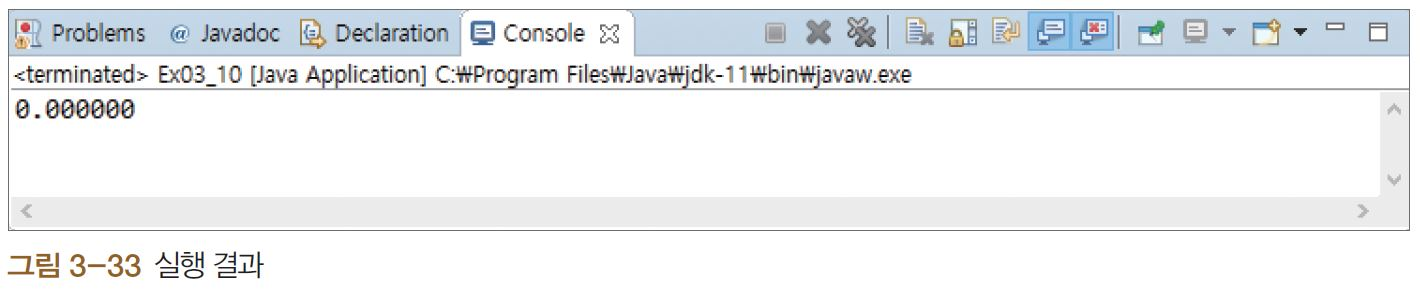 Problems @ Javadoc Declaration Console
<terminated> Ex03_10 [Java Application] C:₩Program Files₩Java₩jdk-11₩bin₩javaw.exe
0.000000
그림 3-33 실행 결과